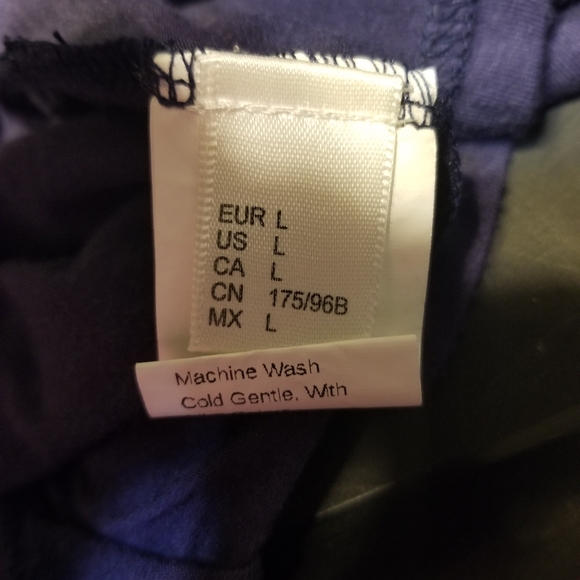 EUR L
US L
CA L
CN 175/96B
MX L
Machine Wash
Cold Gentle, With